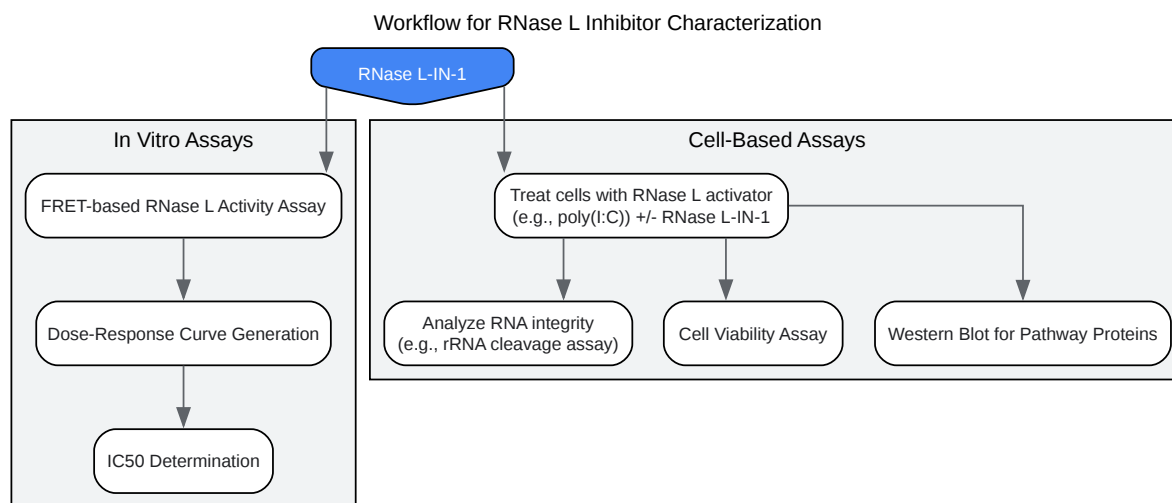 Workflow for RNase L Inhibitor Characterization
RNase L-IN-1
In Vitro Assays
FRET-based RNase L Activity Assay
Dose-Response Curve Generation
IC50 Determination
Cell-Based Assays
Treat cells with RNase L activator
(e.g., poly(I:C)) +/- RNase L-IN-1
Analyze RNA integrity
(e.g., rRNA cleavage assay)
Cell Viability Assay
Western Blot for Pathway Proteins